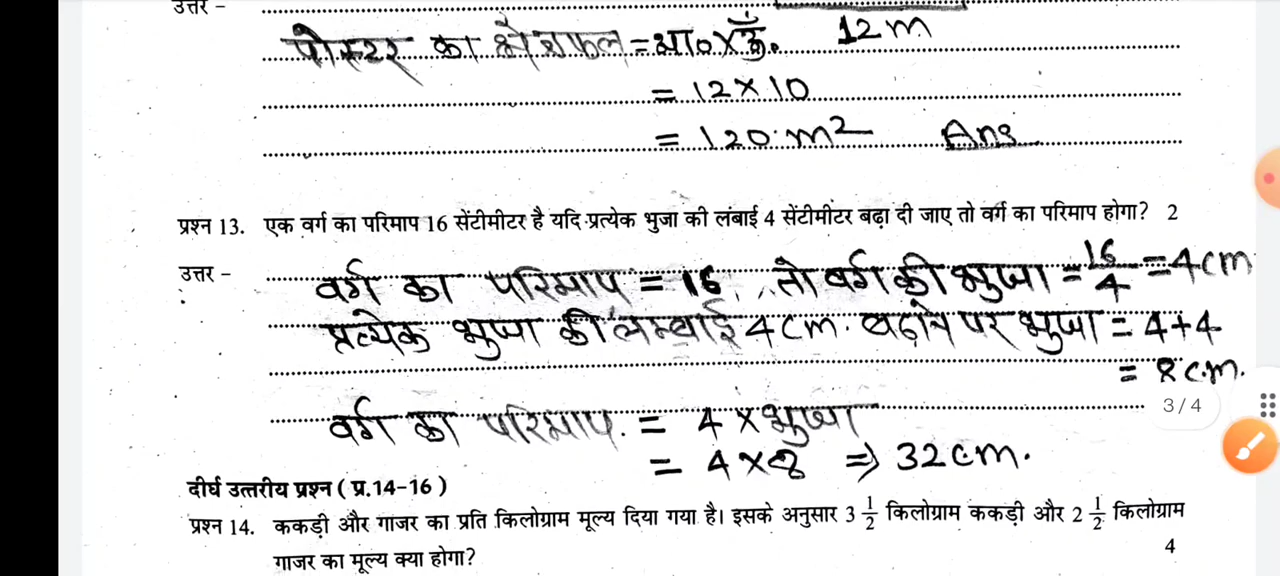 उत्तर –
12 m
पोस्टर का क्षेत्रफल = आ० × ऊँ.
= 12 × 10
= 120 m² Ans
प्रश्न 13. एक वर्ग का परिमाप 16 सेंटीमीटर है यदि प्रत्येक भुजा की लंबाई 4 सेंटीमीटर बढ़ा दी जाए तो वर्ग का परिमाप होगा? 2
उत्तर – वर्ग का परिमाप = 16, तो वर्ग की भुजा = 16/4 = 4 cm
प्रत्येक भुजा की लम्बाई 4 cm. बढ़ाने पर भुजा = 4+4
= 8 c.m.
3/4
वर्ग का परिमाप. = 4 × भुजा
= 4 × 8 ⇒ 32 cm.
दीर्घ उत्तरीय प्रश्न (प्र.14-16)
प्रश्न 14. ककड़ी और गाजर का प्रति किलोग्राम मूल्य दिया गया है। इसके अनुसार 3 1/2 किलोग्राम ककड़ी और 2 1/2 किलोग्राम
गाजर का मूल्य क्या होगा? 4